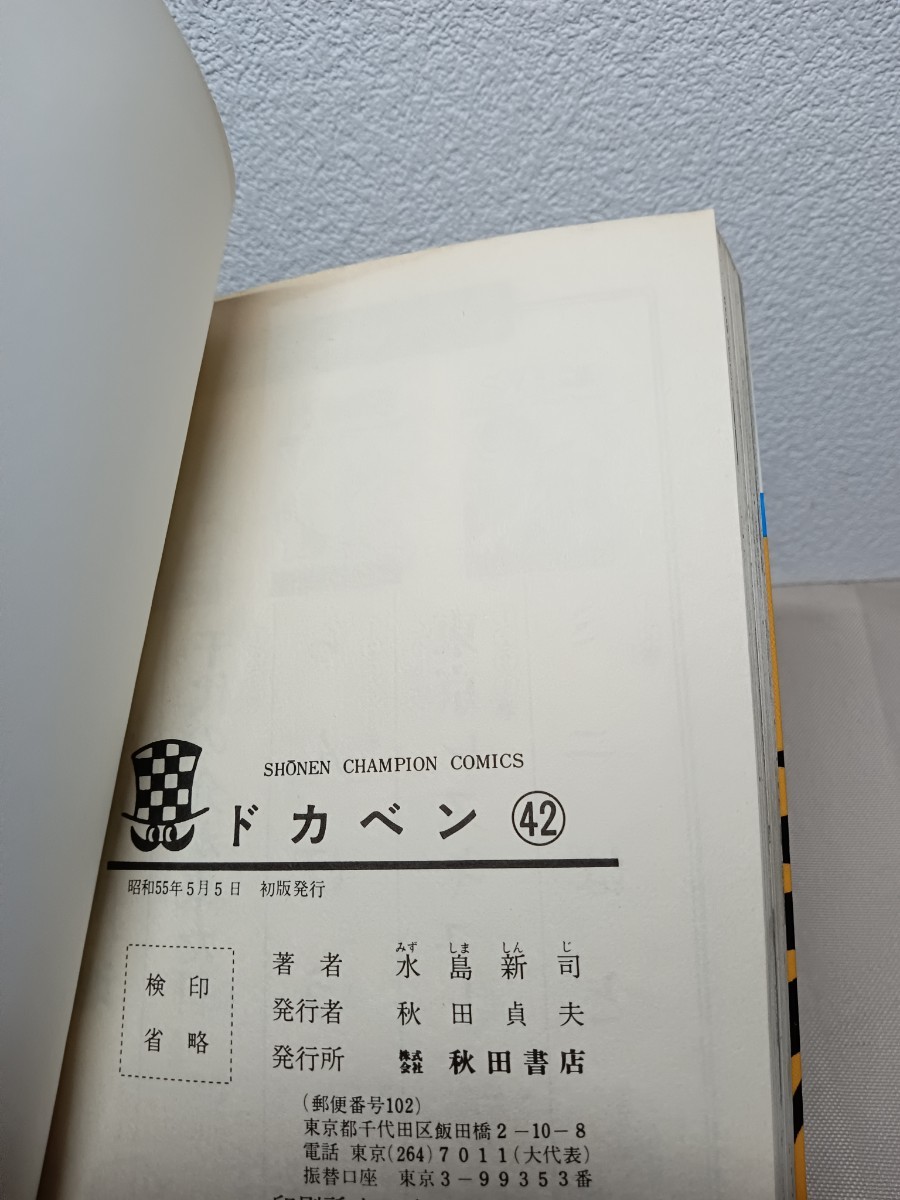 SHŌNEN CHAMPION COMICS
ドカベン ㊷
昭和55年5月5日 初版発行
検印
省略
著者 水島新司
みず しま しん じ
発行者 秋田貞夫
発行所 株式会社 秋田書店
(郵便番号102)
東京都千代田区飯田橋2-10-8
電話 東京(264)7011(大代表)
振替口座 東京3-99353番